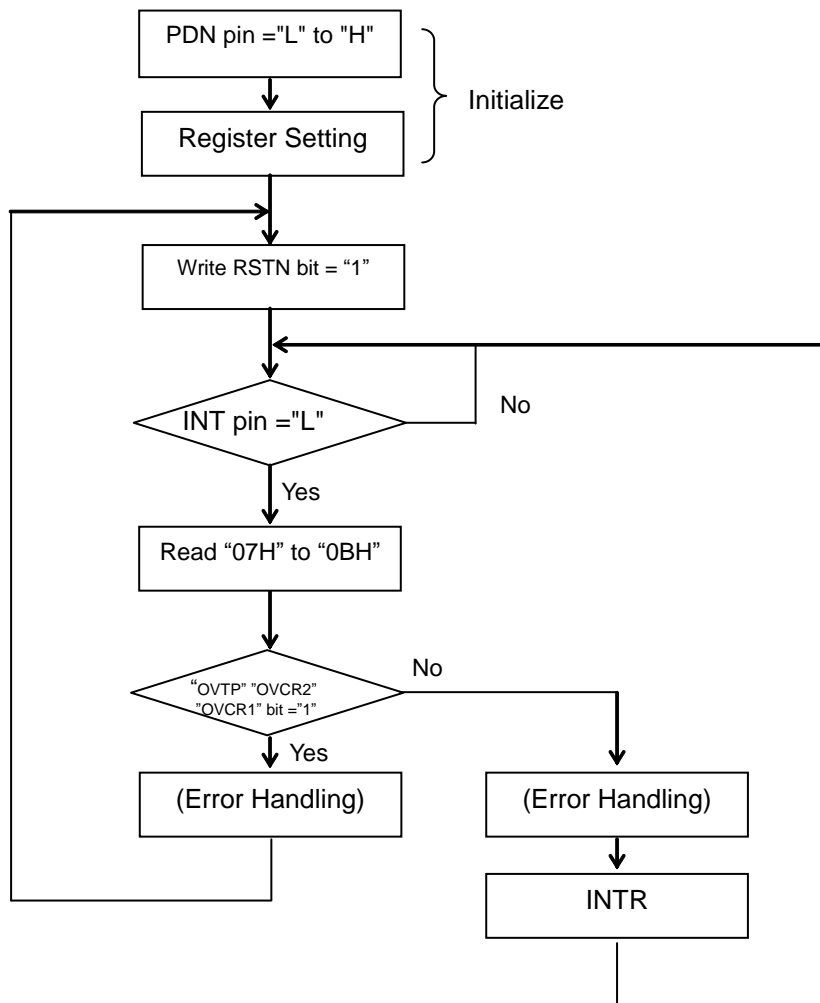 PDN pin ="L" to "H"
Initialize
Register Setting
Write RSTN bit = “1”
INT pin ="L"
No
Yes
Read “07H” to “0BH”
“OVTP” ”OVCR2”
”OVCR1” bit =”1”
No
Yes
(Error Handling)
(Error Handling)
INTR